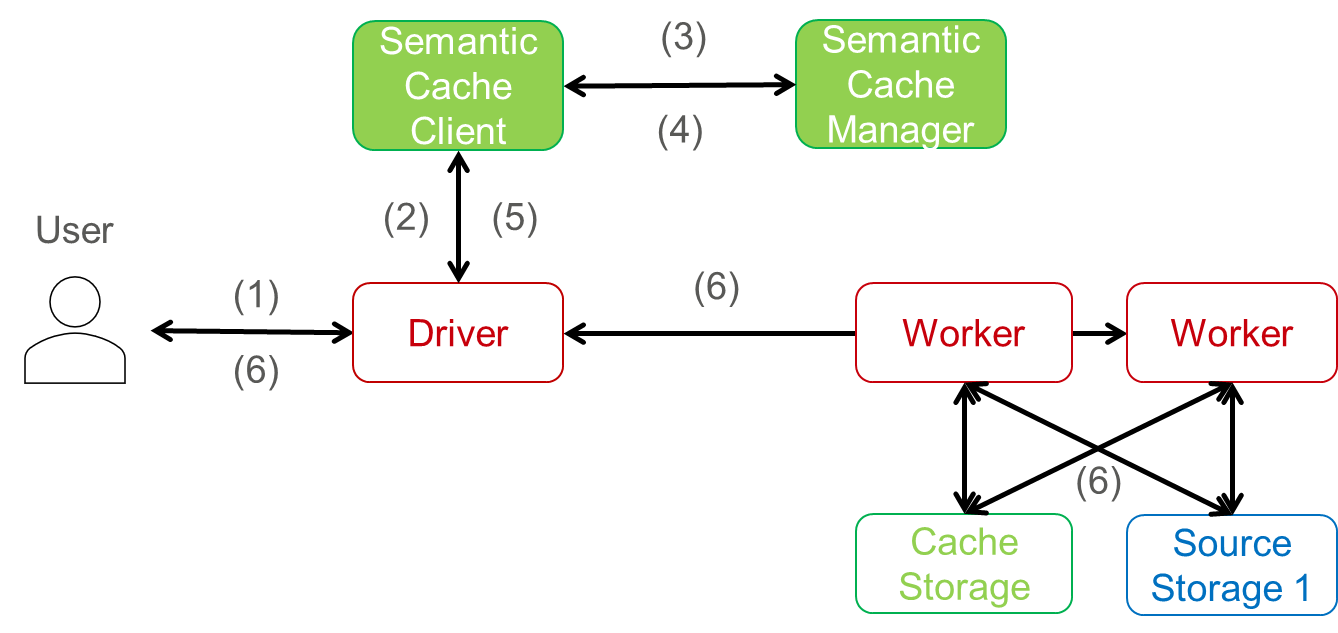 Semantic
Cache
Client
(3)
(4)
Semantic
Cache
Manager
(2)
(5)
User
(1)
(6)
Driver
(6)
Worker
Worker
(6)
Cache
Storage
Source
Storage 1